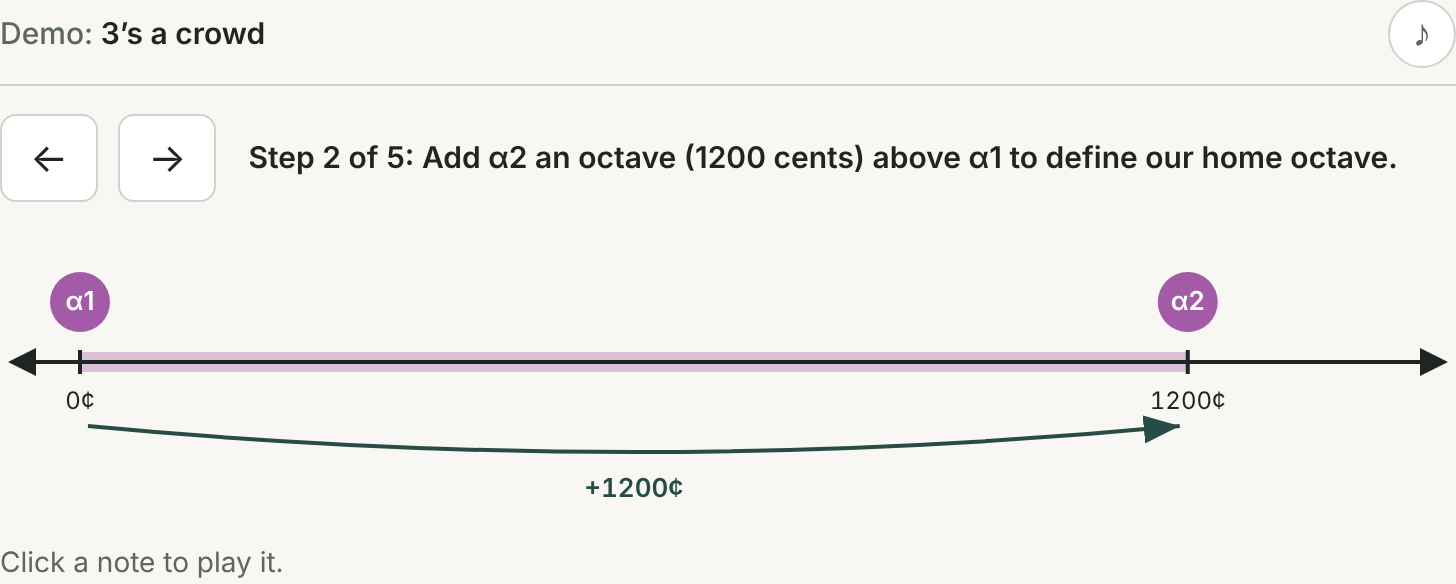 Demo: 3’s a crowd
♪
← → Step 2 of 5: Add α2 an octave (1200 cents) above α1 to define our home octave.
α1 α2
0¢ 1200¢
+1200¢
Click a note to play it.